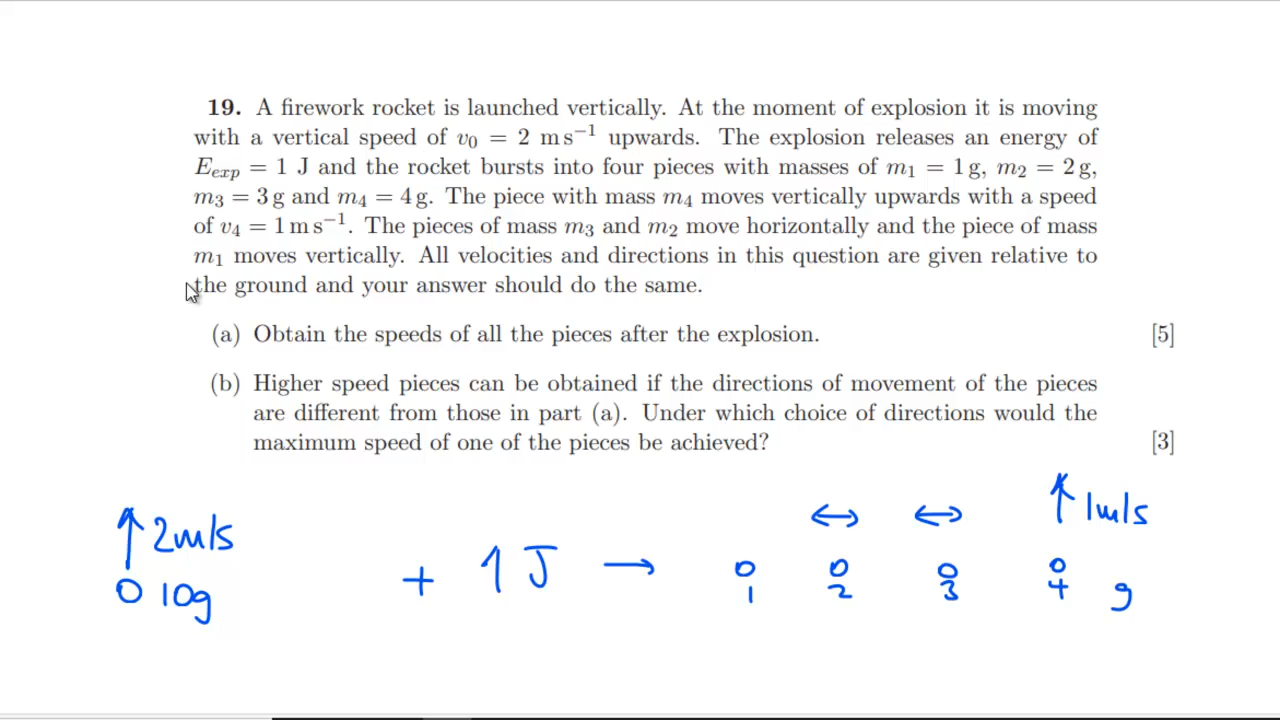 19. A firework rocket is launched vertically. At the moment of explosion it is moving
with a vertical speed of v₀ = 2 m s⁻¹ upwards. The explosion releases an energy of
E_exp = 1 J and the rocket bursts into four pieces with masses of m₁ = 1 g, m₂ = 2 g,
m₃ = 3 g and m₄ = 4 g. The piece with mass m₄ moves vertically upwards with a speed
of v₄ = 1 m s⁻¹. The pieces of mass m₃ and m₂ move horizontally and the piece of mass
m₁ moves vertically. All velocities and directions in this question are given relative to
the ground and your answer should do the same.
(a) Obtain the speeds of all the pieces after the explosion. [5]
(b) Higher speed pieces can be obtained if the directions of movement of the pieces
are different from those in part (a). Under which choice of directions would the
maximum speed of one of the pieces be achieved? [3]
↑ 2m/s ↔ ↔ ↑ 1m/s
O 10g + 1 J → o o o o
1 2 3 4 g